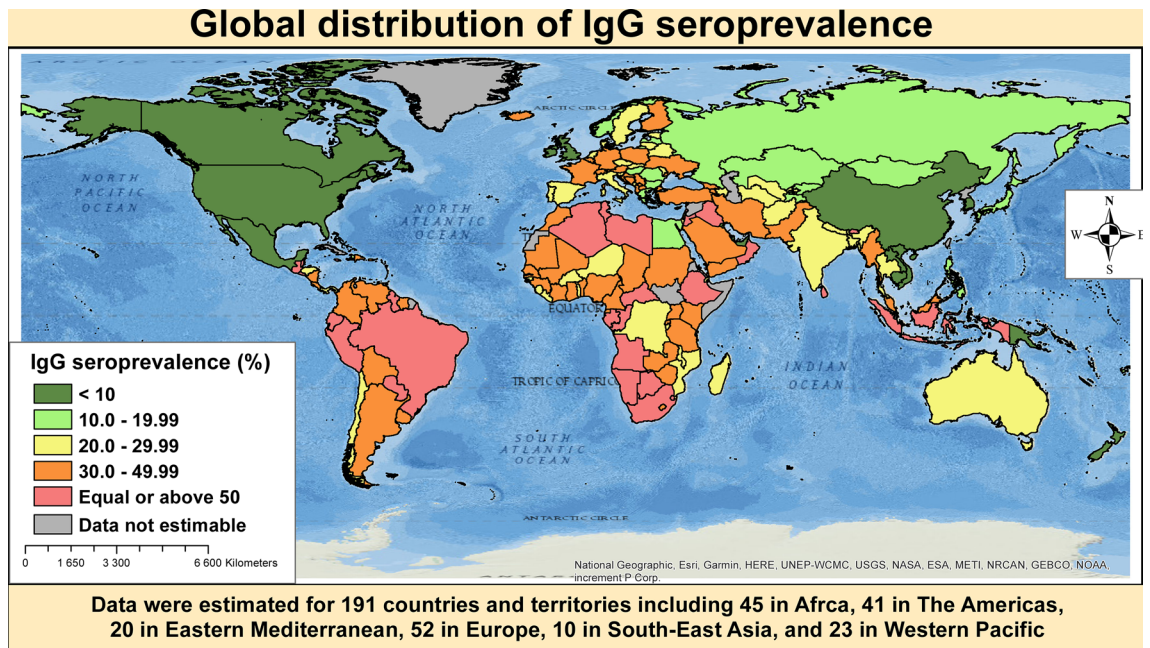 Global distribution of IgG seroprevalence
ARCTIC OCEAN
ARCTIC CIRCLE
NORTH
PACIFIC
OCEAN
NORTH
ATLANTIC
OCEAN
N
W E
S
EQUATOR
IgG seroprevalence (%)
< 10
10.0 - 19.99
20.0 - 29.99
30.0 - 49.99
Equal or above 50
Data not estimable
0 1 650 3 300 6 600 Kilometers
INDIAN
OCEAN
TROPIC OF CAPRIC
SOUTH
ATLANTIC
OCEAN
ANTARCTIC CIRCLE
National Geographic, Esri, Garmin, HERE, UNEP-WCMC, USGS, NASA, ESA, METI, NRCAN, GEBCO, NOAA,
increment P Corp.
Data were estimated for 191 countries and territories including 45 in Afrca, 41 in The Americas,
20 in Eastern Mediterranean, 52 in Europe, 10 in South-East Asia, and 23 in Western Pacific